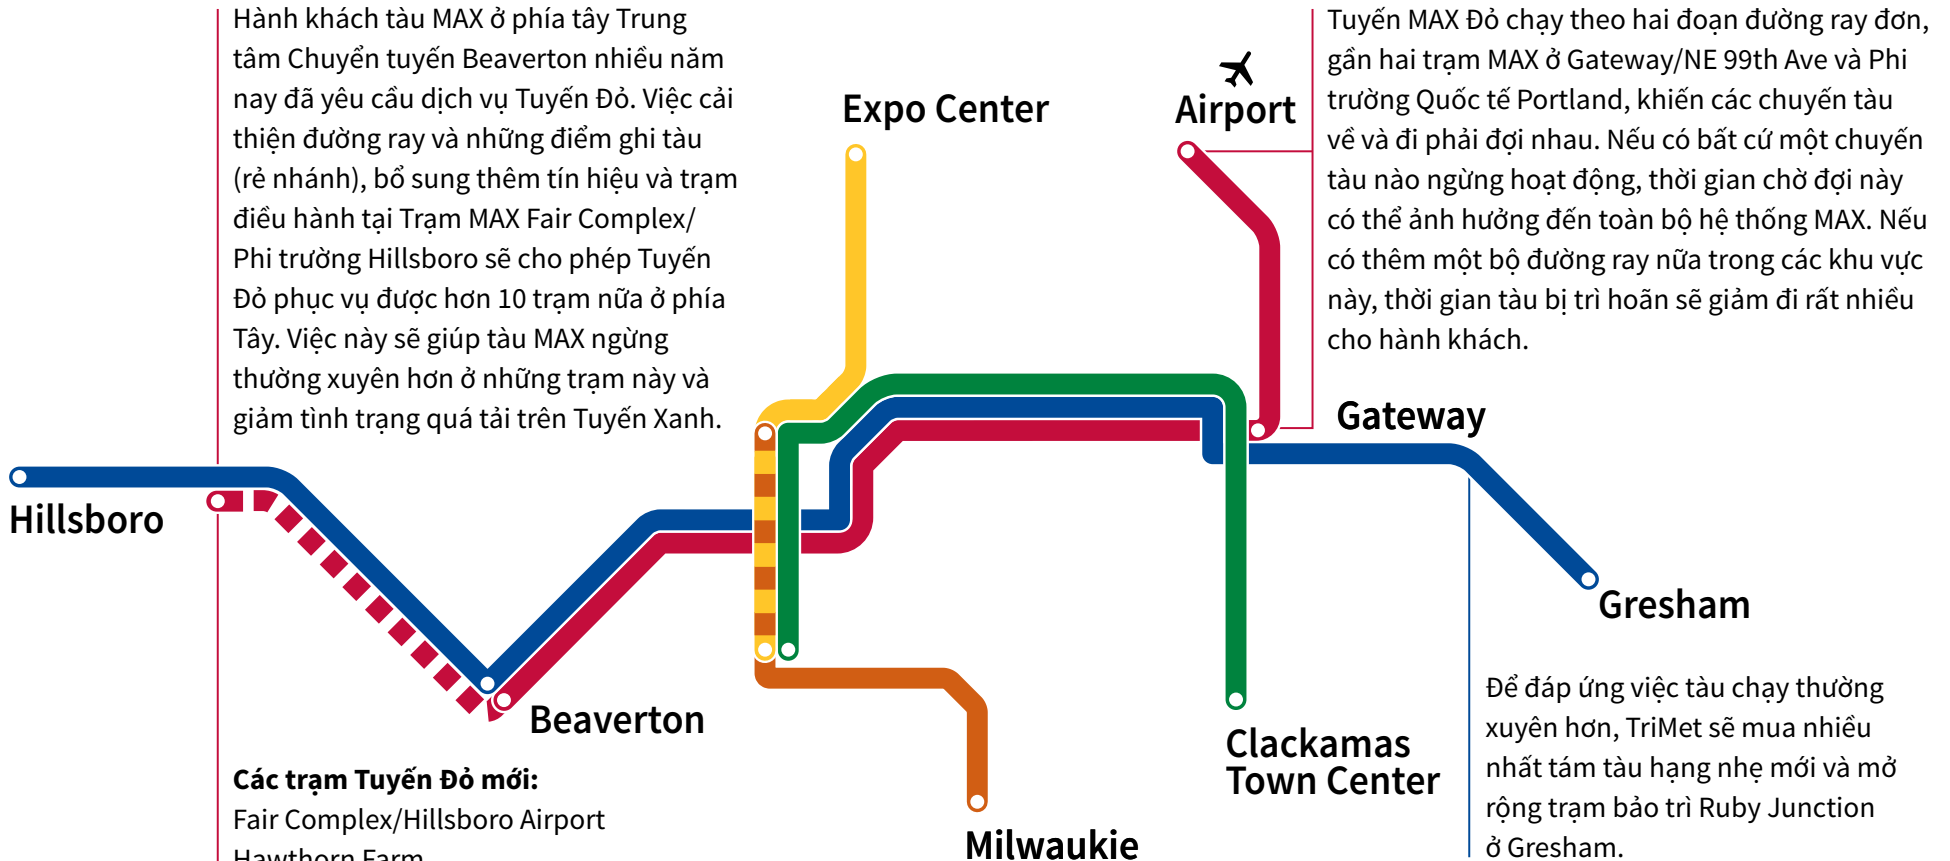 Hành khách tàu MAX ở phía tây Trung
tâm Chuyển tuyến Beaverton nhiều năm
nay đã yêu cầu dịch vụ Tuyến Đỏ. Việc cải
thiện đường ray và những điểm ghi tàu
(rẻ nhánh), bổ sung thêm tín hiệu và trạm
điều hành tại Trạm MAX Fair Complex/
Phi trường Hillsboro sẽ cho phép Tuyến
Đỏ phục vụ được hơn 10 trạm nữa ở phía
Tây. Việc này sẽ giúp tàu MAX ngừng
thường xuyên hơn ở những trạm này và
giảm tình trạng quá tải trên Tuyến Xanh.
Expo Center
Airport
Tuyến MAX Đỏ chạy theo hai đoạn đường ray đơn,
gần hai trạm MAX ở Gateway/NE 99th Ave và Phi
trường Quốc tế Portland, khiến các chuyến tàu
về và đi phải đợi nhau. Nếu có bất cứ một chuyến
tàu nào ngừng hoạt động, thời gian chờ đợi này
có thể ảnh hưởng đến toàn bộ hệ thống MAX. Nếu
có thêm một bộ đường ray nữa trong các khu vực
này, thời gian tàu bị trì hoãn sẽ giảm đi rất nhiều
cho hành khách.
Gateway
Hillsboro
Gresham
Beaverton
Clackamas
Town Center
Milwaukie
Các trạm Tuyến Đỏ mới:
Fair Complex/Hillsboro Airport
Hawthorn Farm
Để đáp ứng việc tàu chạy thường
xuyên hơn, TriMet sẽ mua nhiều
nhất tám tàu hạng nhẹ mới và mở
rộng trạm bảo trì Ruby Junction
ở Gresham.